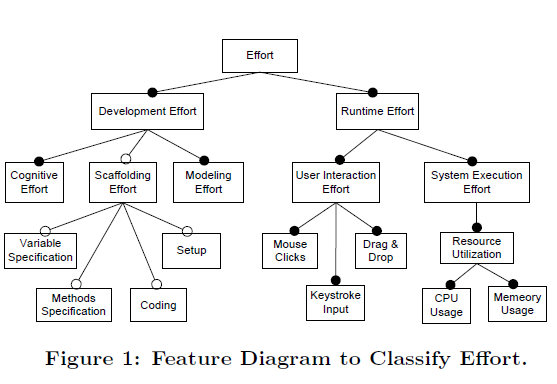 Effort
Development Effort
Runtime Effort
Cognitive
Effort
Scaffolding
Effort
Modeling
Effort
User Interaction
Effort
System Execution
Effort
Variable
Specification
Setup
Mouse
Clicks
Drag &
Drop
Resource
Utilization
Methods
Specification
Coding
Keystroke
Input
CPU
Usage
Memeory
Usage
Figure 1: Feature Diagram to Classify Effort.